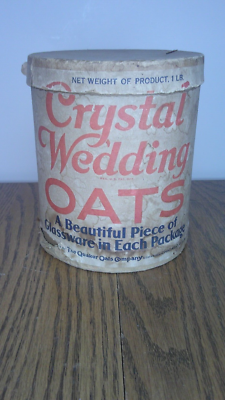 NET WEIGHT OF PRODUCT, 1 LB.
Crystal
Wedding
OATS
A Beautiful Piece of
Glassware in Each Package
The Quaker Oats Company